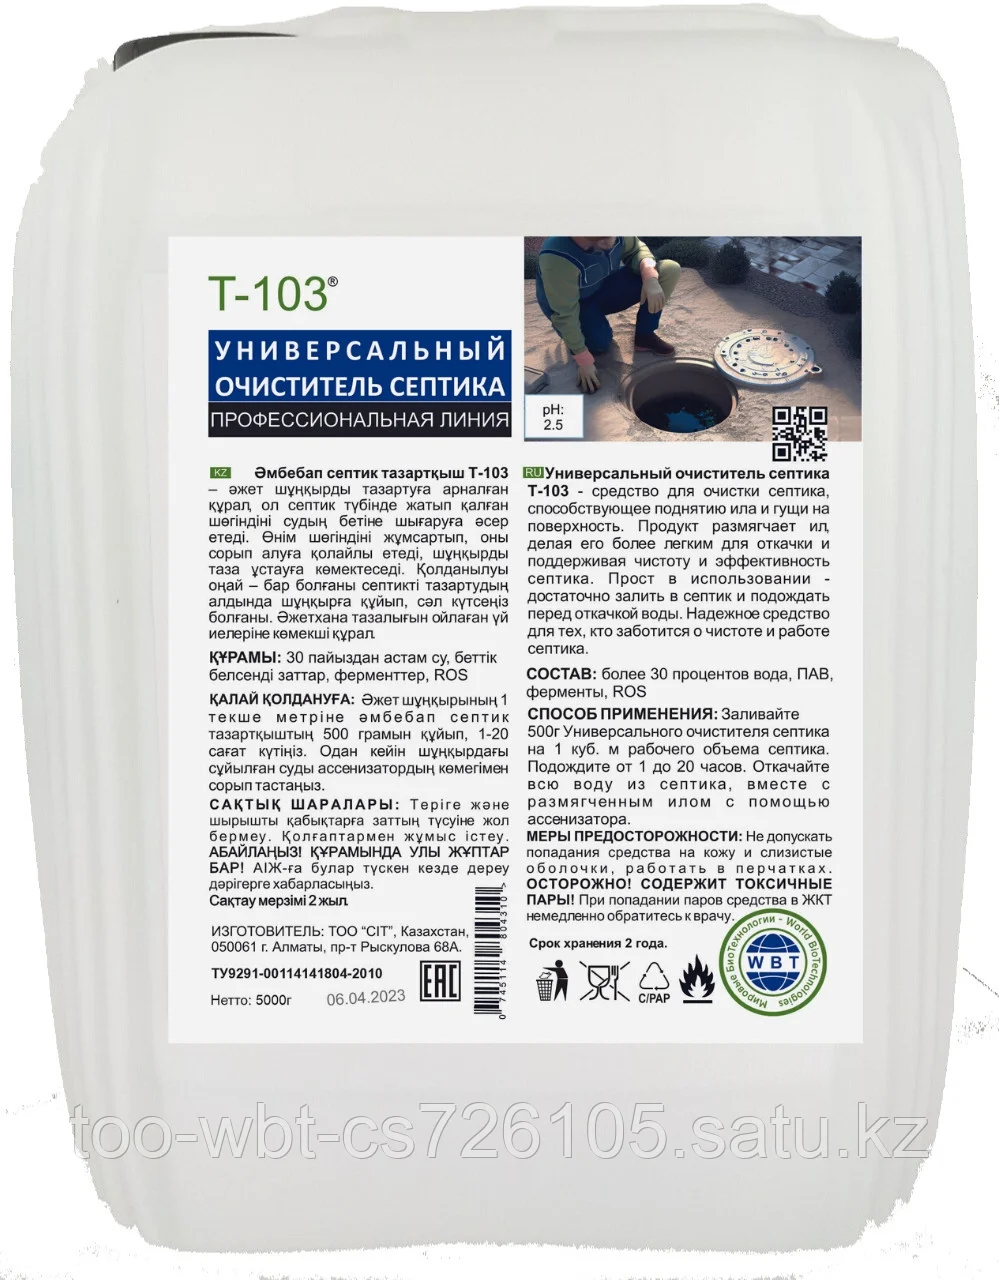 T-103®
УНИВЕРСАЛЬНЫЙ
ОЧИСТИТЕЛЬ СЕПТИКА
ПРОФЕССИОНАЛЬНАЯ ЛИНИЯ
pH:
2.5
KZ Әмбебап септик тазартқыш Т-103
– әжет шұңқырды тазартуға арналған
құрал, ол септик түбінде жатып қалған
шөгіндіні судың бетіне шығаруға әсер
етеді. Өнім шөгіндіні жұмсартып, оны
сорып алуға қолайлы етеді, шұңқырды
таза ұстауға көмектеседі. Қолданылуы
оңай – бар болғаны септикті тазартудың
алдында шұңқырға құйып, сәл күтсеңіз
болғаны. Әжетхана тазалығын ойлаған үй
иелеріне көмекші құрал.
ҚҰРАМЫ: 30 пайыздан астам су, беттік
белсенді заттар, ферменттер, ROS
ҚАЛАЙ ҚОЛДАНУҒА: Әжет шұңқырының 1
текше метріне әмбебап септик
тазартқыштың 500 грамын құйып, 1-20
сағат күтіңіз. Одан кейін шұңқырдағы
сұйылған суды ассенизатордың көмегімен
сорып тастаңыз.
САҚТЫҚ ШАРАЛАРЫ: Теріге және
шырышты қабықтарға заттың түсуіне жол
бермеу. Қолғаптармен жұмыс істеу.
АБАЙЛАҢЫЗ! ҚҰРАМЫНДА УЛЫ ЖҰПТАР
БАР! АІЖ-ға булар түскен кезде дереу
дәрігерге хабарласыңыз.
Сақтау мерзімі 2 жыл.
ИЗГОТОВИТЕЛЬ: ТОО “CIT”, Казахстан,
050061 г. Алматы, пр-т Рыскулова 68А.
ТУ9291-00114141804-2010
Нетто: 5000г 06.04.2023
EAC
0 745114 804310 >
RU Универсальный очиститель септика
Т-103 - средство для очистки септика,
способствующее поднятию ила и гущи на
поверхность. Продукт размягчает ил,
делая его более легким для откачки и
поддерживая чистоту и эффективность
септика. Прост в использовании -
достаточно залить в септик и подождать
перед откачкой воды. Надежное средство
для тех, кто заботится о чистоте и работе
септика.
СОСТАВ: более 30 процентов вода, ПАВ,
ферменты, ROS
СПОСОБ ПРИМЕНЕНИЯ: Заливайте
500г Универсального очистителя септика
на 1 куб. м рабочего объема септика.
Подождите от 1 до 20 часов. Откачайте
всю воду из септика, вместе с
размягченным илом с помощью
ассенизатора.
МЕРЫ ПРЕДОСТОРОЖНОСТИ: Не допускать
попадания средства на кожу и слизистые
оболочки, работать в перчатках.
ОСТОРОЖНО! СОДЕРЖИТ ТОКСИЧНЫЕ
ПАРЫ! При попадании паров средства в ЖКТ
немедленно обратитесь к врачу.
Срок хранения 2 года.
C/PAP
Мировые БиоТехнологии - World BioTechnologies
WBT
too-wbt-cs726105.satu.kz